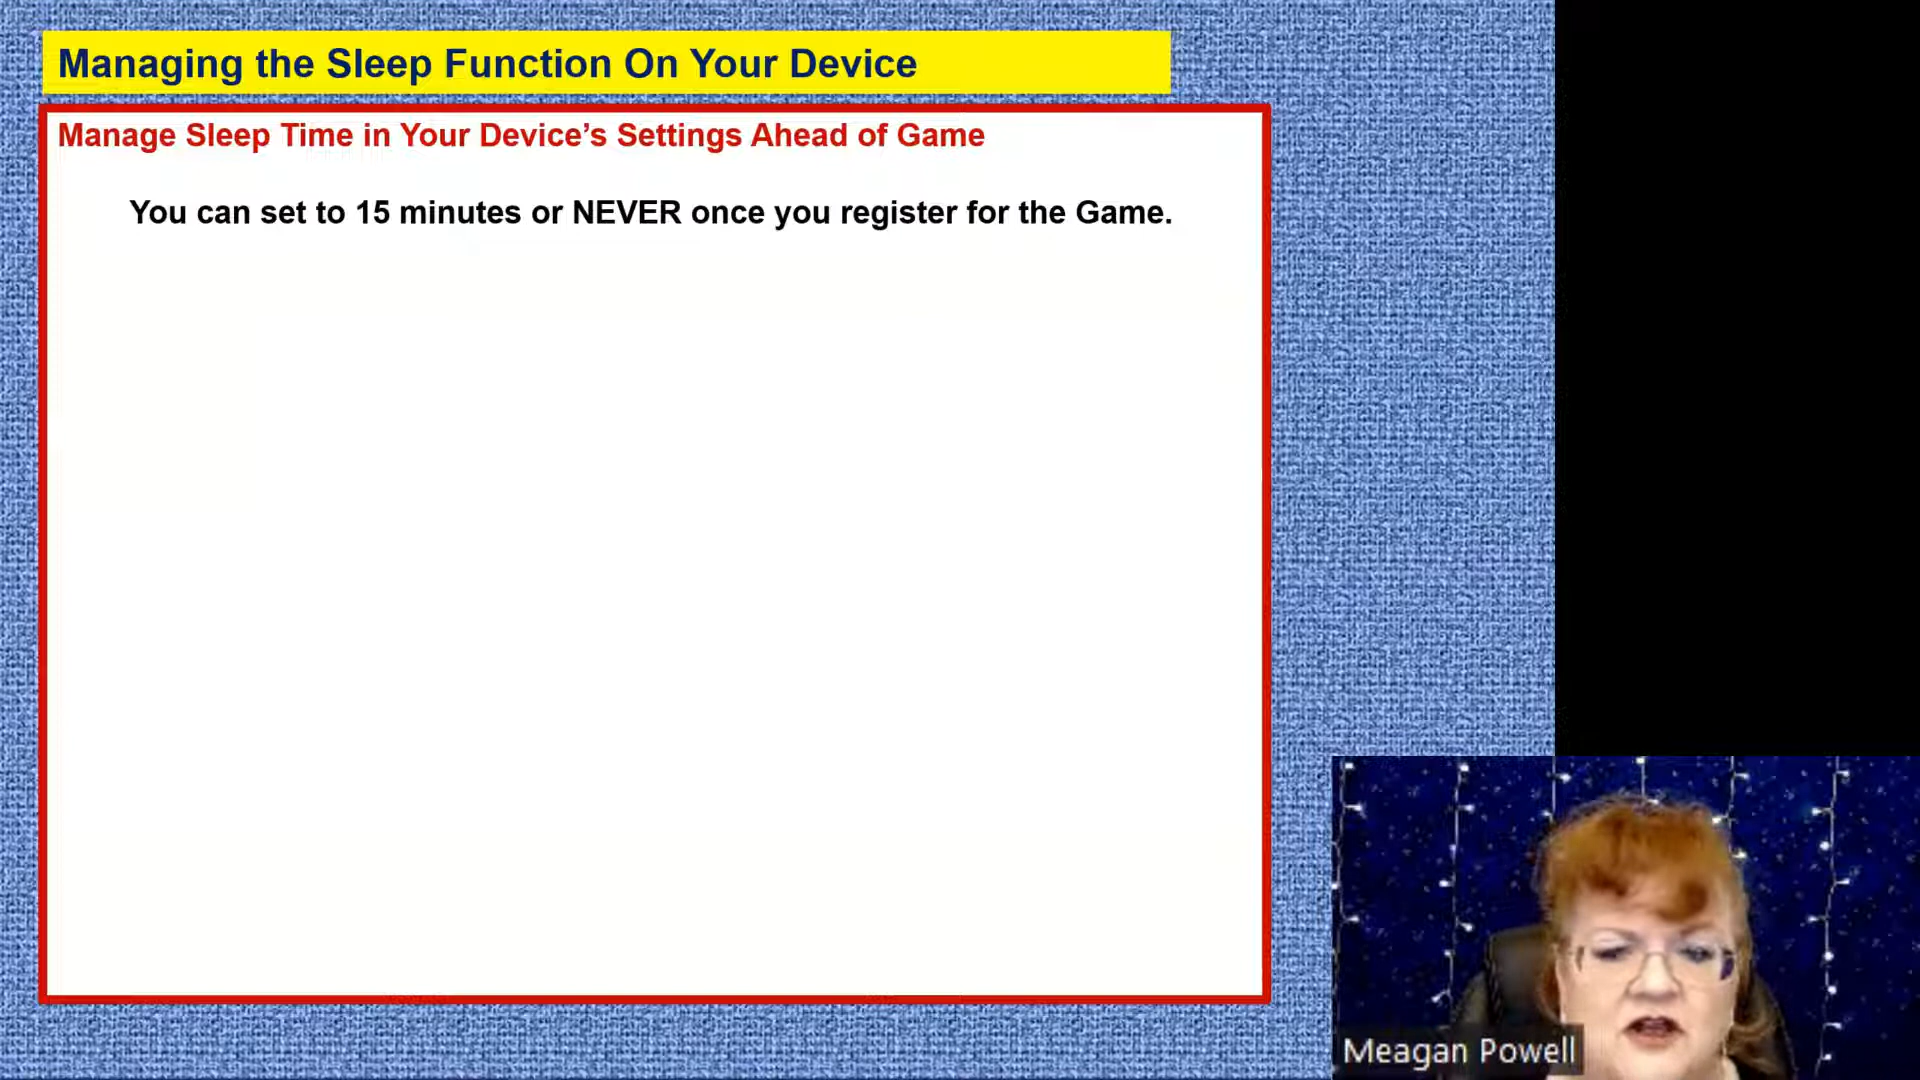 Managing the Sleep Function On Your Device
Manage Sleep Time in Your Device’s Settings Ahead of Game
You can set to 15 minutes or NEVER once you register for the Game.
Meagan Powell